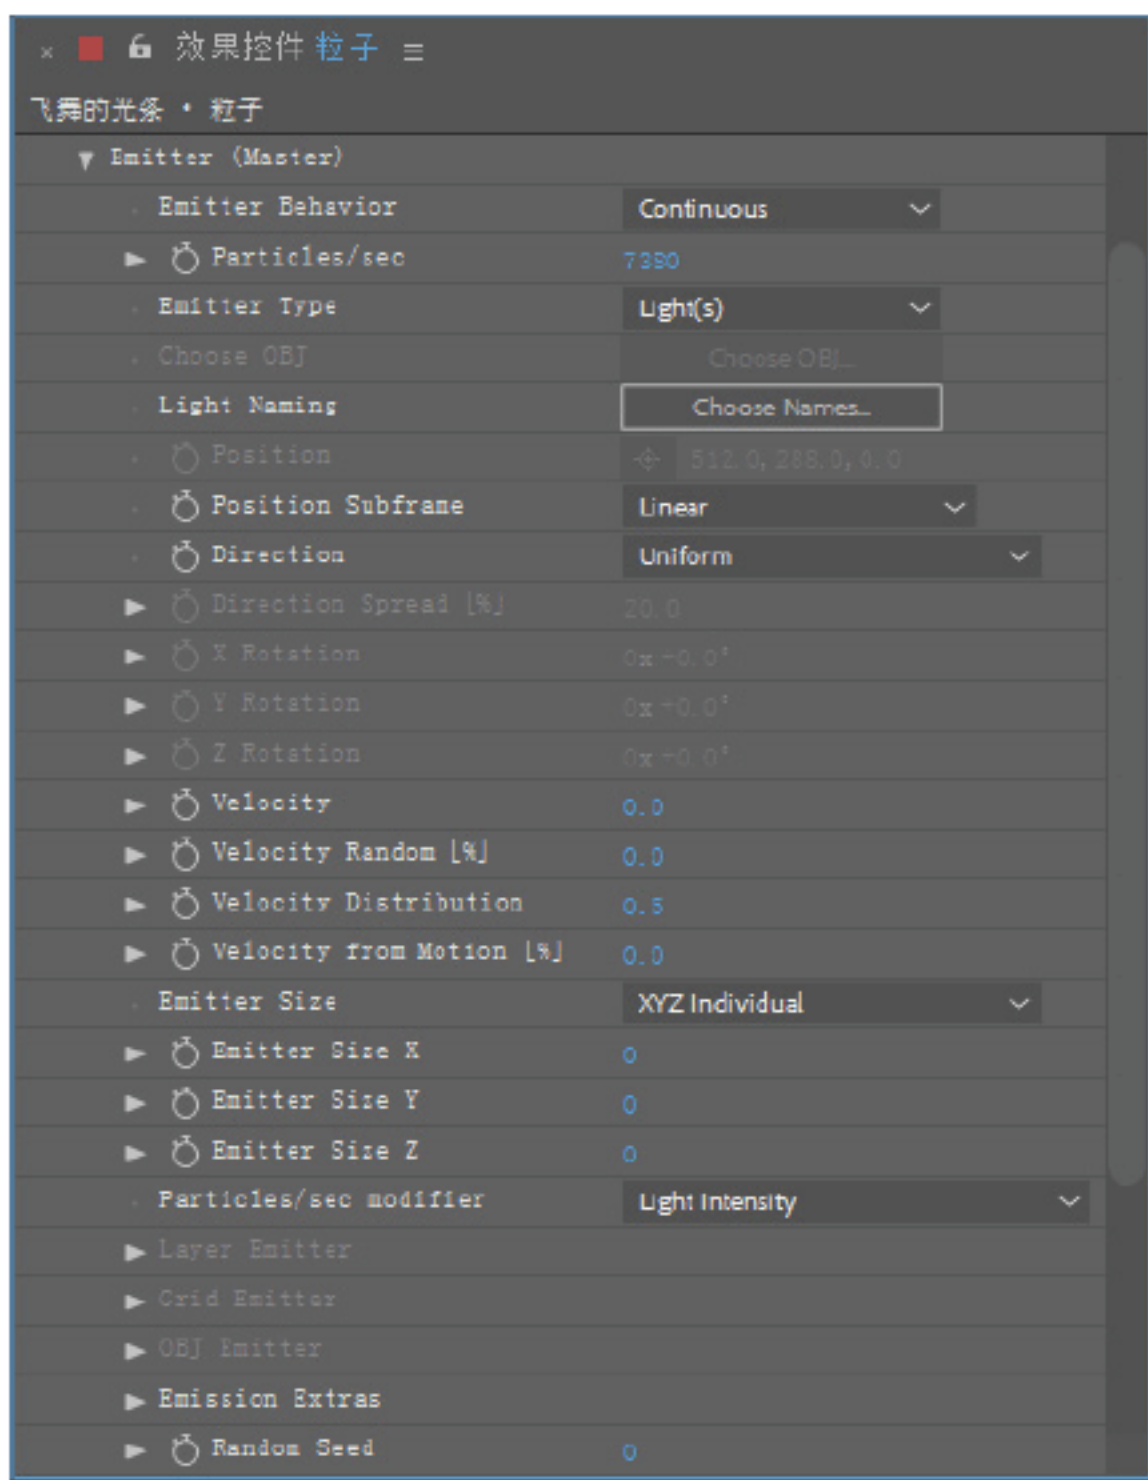 效果控件 粒子
飞舞的光条 • 粒子
Emitter (Master)
Emitter Behavior Continuous
Particles/sec 7390
Emitter Type Light(s)
Choose OBJ Choose OBJ...
Light Naming Choose Names...
Position 512.0, 288.0, 0.0
Position Subframe Linear
Direction Uniform
Direction Spread [%] 20.0
X Rotation 0x +0.0°
Y Rotation 0x +0.0°
Z Rotation 0x +0.0°
Velocity 0.0
Velocity Random [%] 0.0
Velocity Distribution 0.5
Velocity from Motion [%] 0.0
Emitter Size XYZ Individual
Emitter Size X 0
Emitter Size Y 0
Emitter Size Z 0
Particles/sec modifier Light Intensity
Layer Emitter
Grid Emitter
OBJ Emitter
Emission Extras
Random Seed 0